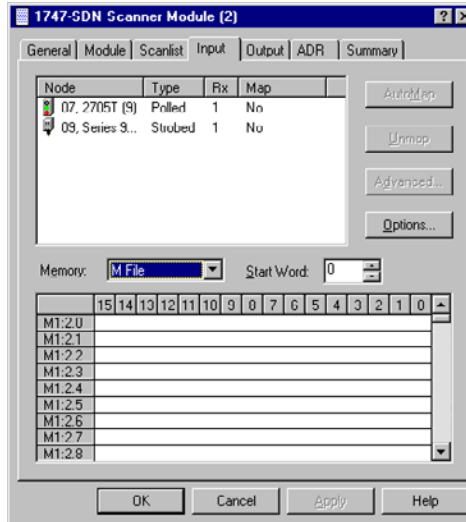 1747-SDN Scanner Module (2)
General Module Scanlist Input Output ADR Summary
Node Type Rx Map
07, 2705T (9) Polled 1 No
09, Series 9... Strobed 1 No
AutoMap
Unmap
Advanced...
Options...
Memory: M File Start Word: 0
15 14 13 12 11 10 9 8 7 6 5 4 3 2 1 0
M1:2.0
M1:2.1
M1:2.2
M1:2.3
M1:2.4
M1:2.5
M1:2.6
M1:2.7
M1:2.8
OK Cancel Apply Help